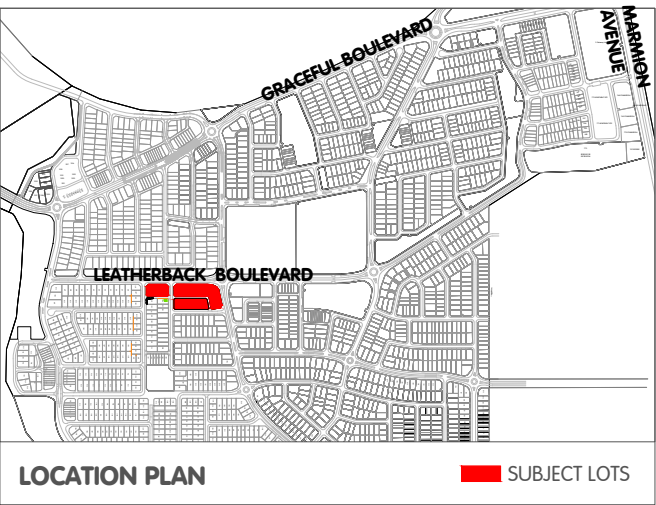 MARMION
AVENUE
GRACEFUL BOULEVARD
LEATHERBACK BOULEVARD
LOCATION PLAN
SUBJECT LOTS